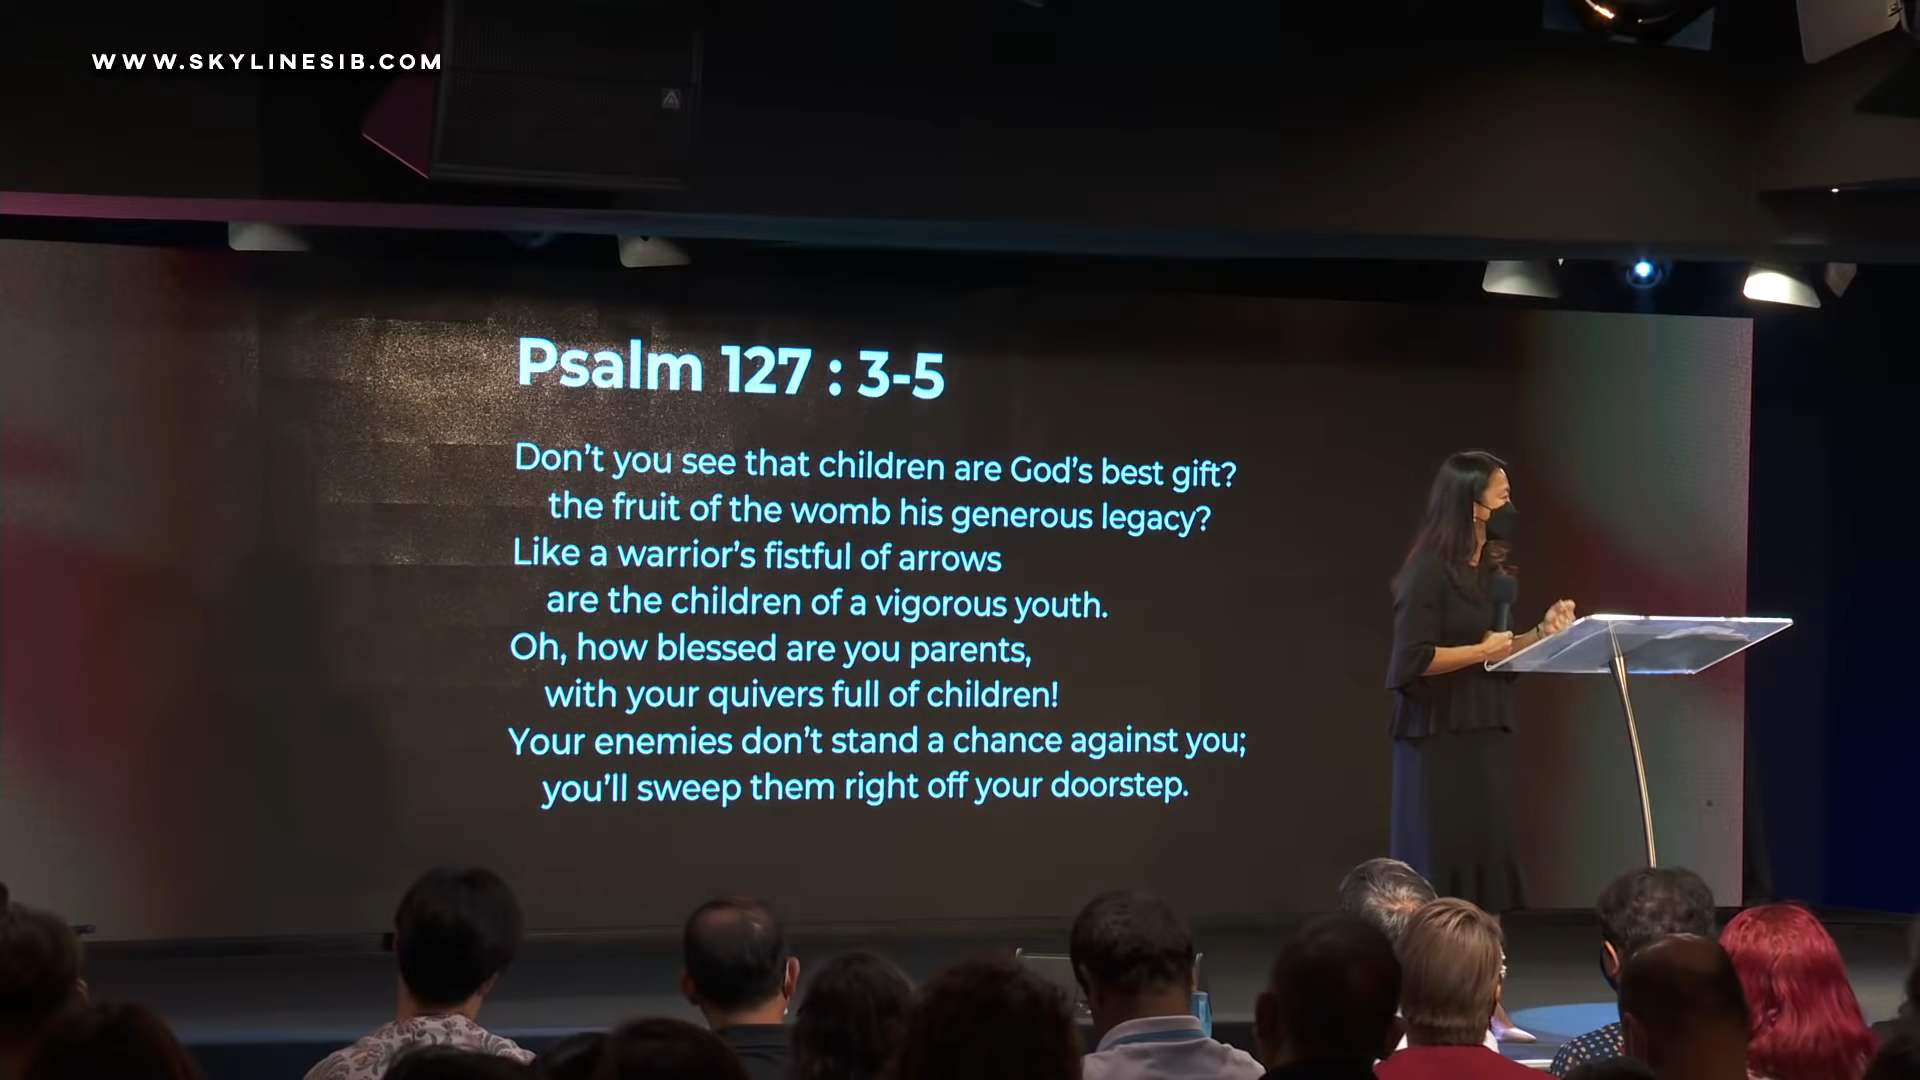 WWW.SKYLINESIB.COM
Psalm 127 : 3-5
Don't you see that children are God's best gift?
the fruit of the womb his generous legacy?
Like a warrior's fistful of arrows
are the children of a vigorous youth.
Oh, how blessed are you parents,
with your quivers full of children!
Your enemies don't stand a chance against you;
you'll sweep them right off your doorstep.